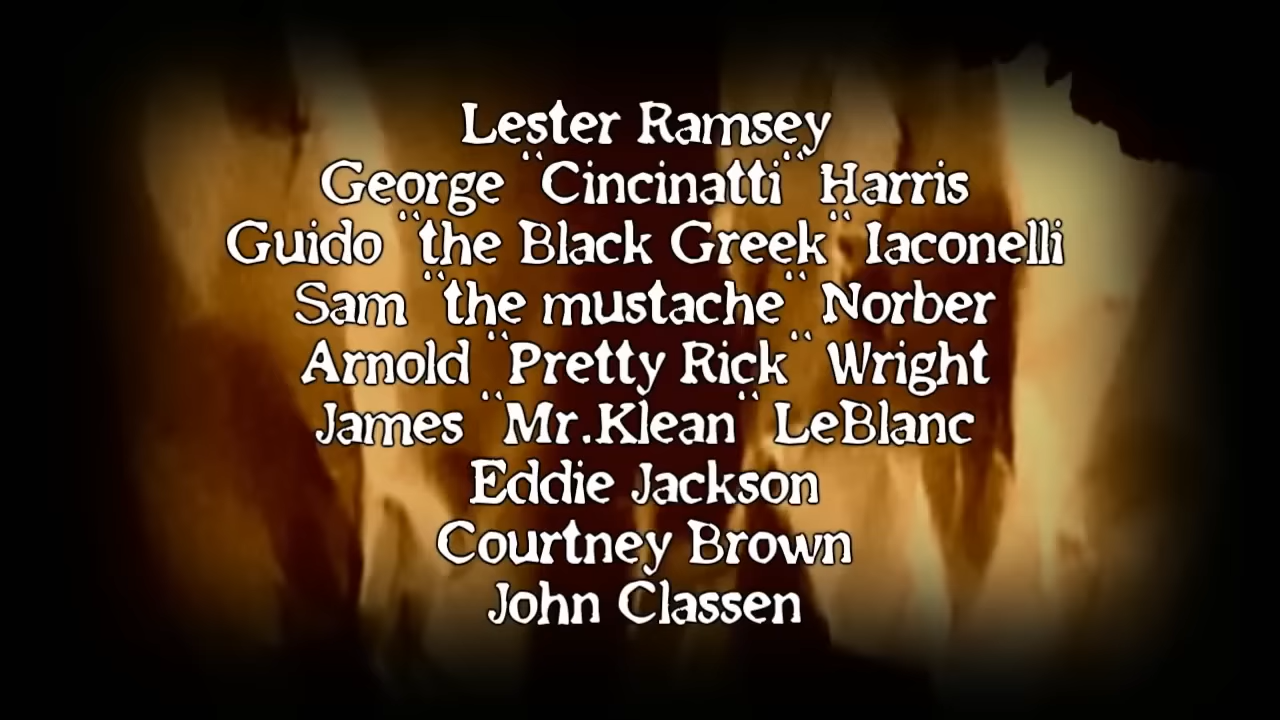 Lester Ramsey
George ¨Cincinatti¨ Harris
Guido ¨the Black Greek¨ Iaconelli
Sam ¨the mustache¨ Norber
Arnold ¨Pretty Rick¨ Wright
James ¨Mr.Klean¨ LeBlanc
Eddie Jackson
Courtney Brown
John Classen